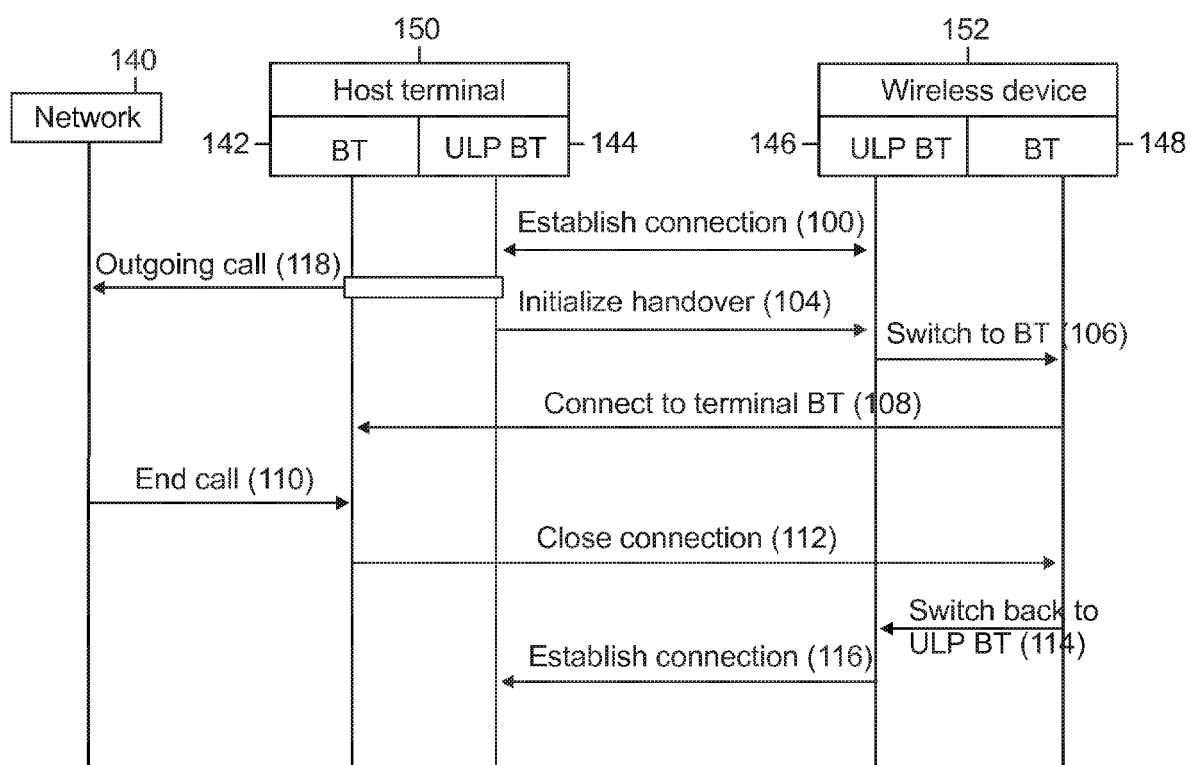 150
152
140
Host terminal
Wireless device
Network
142
BT
ULP BT
144
146
ULP BT
BT
148
Establish connection (100)
Outgoing call (118)
Initialize handover (104)
Switch to BT (106)
Connect to terminal BT (108)
End call (110)
Close connection (112)
Switch back to
ULP BT (114)
Establish connection (116)